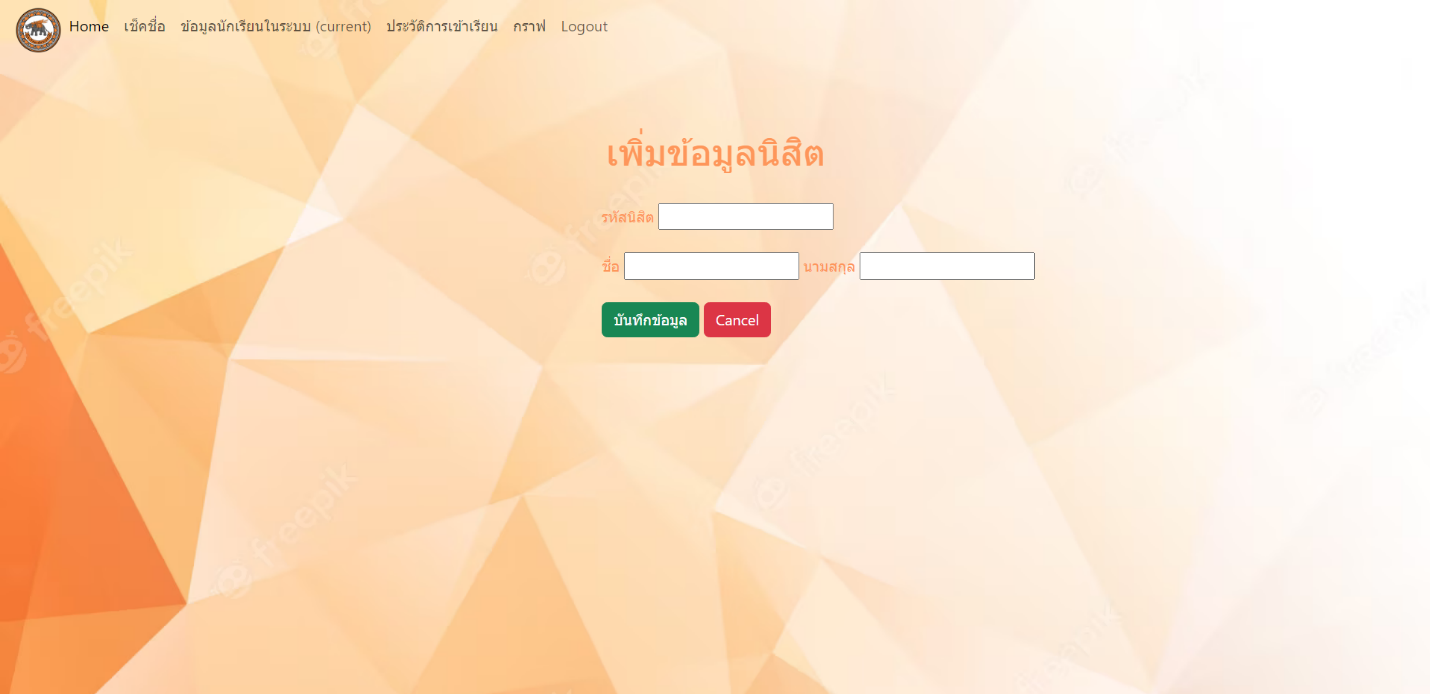 Home เช็คชื่อ ข้อมูลนักเรียนในระบบ (current) ประวัติการเข้าเรียน กราฟ Logout
เพิ่มข้อมูลนิสิต
รหัสนิสิต
ชื่อ นามสกุล
บันทึกข้อมูล Cancel
freepik
freepik
freepik
freepik